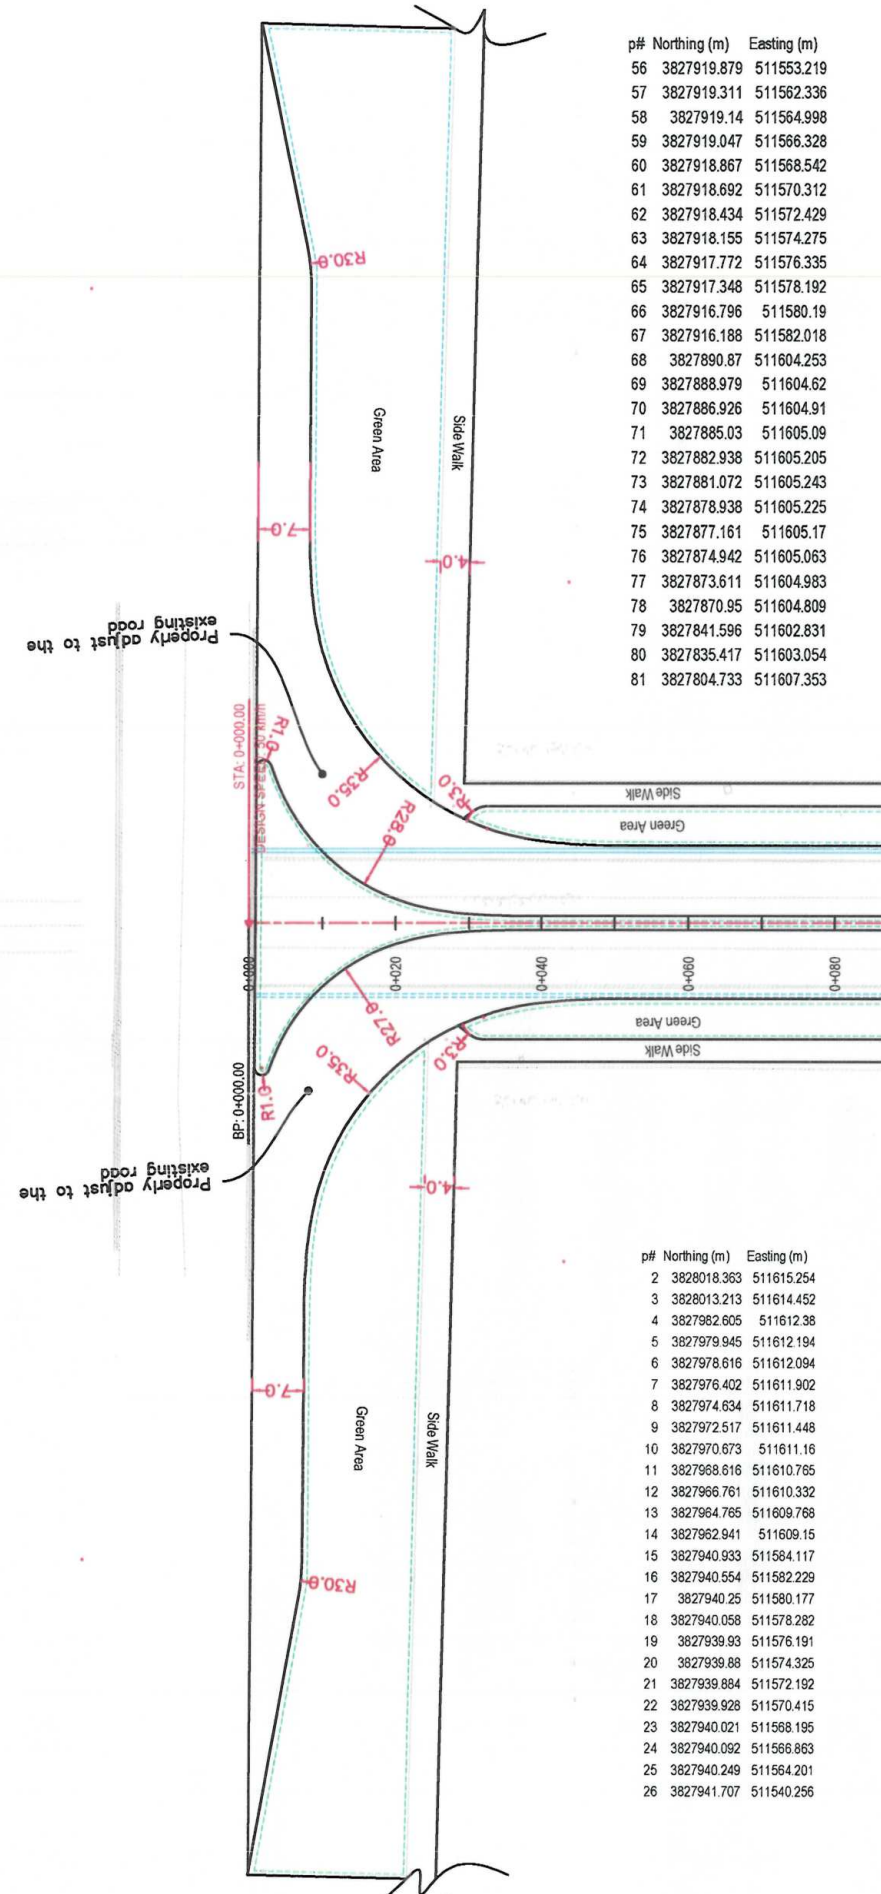 p# Northing (m) Easting (m)
56 3827919.879 511553.219
57 3827919.311 511562.336
58 3827919.14 511564.998
59 3827919.047 511566.328
60 3827918.867 511568.542
61 3827918.692 511570.312
62 3827918.434 511572.429
63 3827918.155 511574.275
64 3827917.772 511576.335
65 3827917.348 511578.192
66 3827916.796 511580.19
67 3827916.188 511582.018
68 3827890.87 511604.253
69 3827888.979 511604.62
70 3827886.926 511604.91
71 3827885.03 511605.09
72 3827882.938 511605.205
73 3827881.072 511605.243
74 3827878.938 511605.225
75 3827877.161 511605.17
76 3827874.942 511605.063
77 3827873.611 511604.983
78 3827870.95 511604.809
79 3827841.596 511602.831
80 3827835.417 511603.054
81 3827804.733 511607.353
R30.0
Green Area
Side Walk
7.0
4.0
Properly adjust to the
existing road
STA: 0+000.00
DESIGN SPEED: 50 km/h
R1.0
R35.0
R28.0
R3.0
Side Walk
Green Area
0+000
0+020
0+040
0+060
0+080
R27.0
R35.0
R3.0
Green Area
Side Walk
BP: 0+000.00
R1.0
Properly adjust to the
existing road
4.0
7.0
Green Area
Side Walk
R30.0
p# Northing (m) Easting (m)
2 3828018.363 511615.254
3 3828013.213 511614.452
4 3827982.605 511612.38
5 3827979.945 511612.194
6 3827978.616 511612.094
7 3827976.402 511611.902
8 3827974.634 511611.718
9 3827972.517 511611.448
10 3827970.673 511611.16
11 3827968.616 511610.765
12 3827966.761 511610.332
13 3827964.765 511609.768
14 3827962.941 511609.15
15 3827940.933 511584.117
16 3827940.554 511582.229
17 3827940.25 511580.177
18 3827940.058 511578.282
19 3827939.93 511576.191
20 3827939.88 511574.325
21 3827939.884 511572.192
22 3827939.928 511570.415
23 3827940.021 511568.195
24 3827940.092 511566.863
25 3827940.249 511564.201
26 3827941.707 511540.256